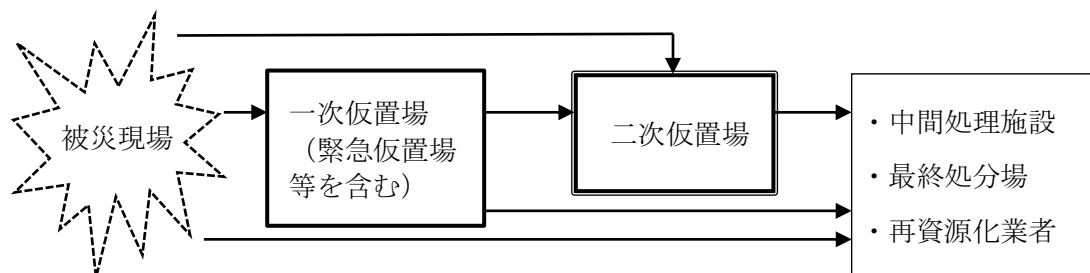 被災現場
一次仮置場
（緊急仮置場
等を含む）
二次仮置場
・中間処理施設
・最終処分場
・再資源化業者